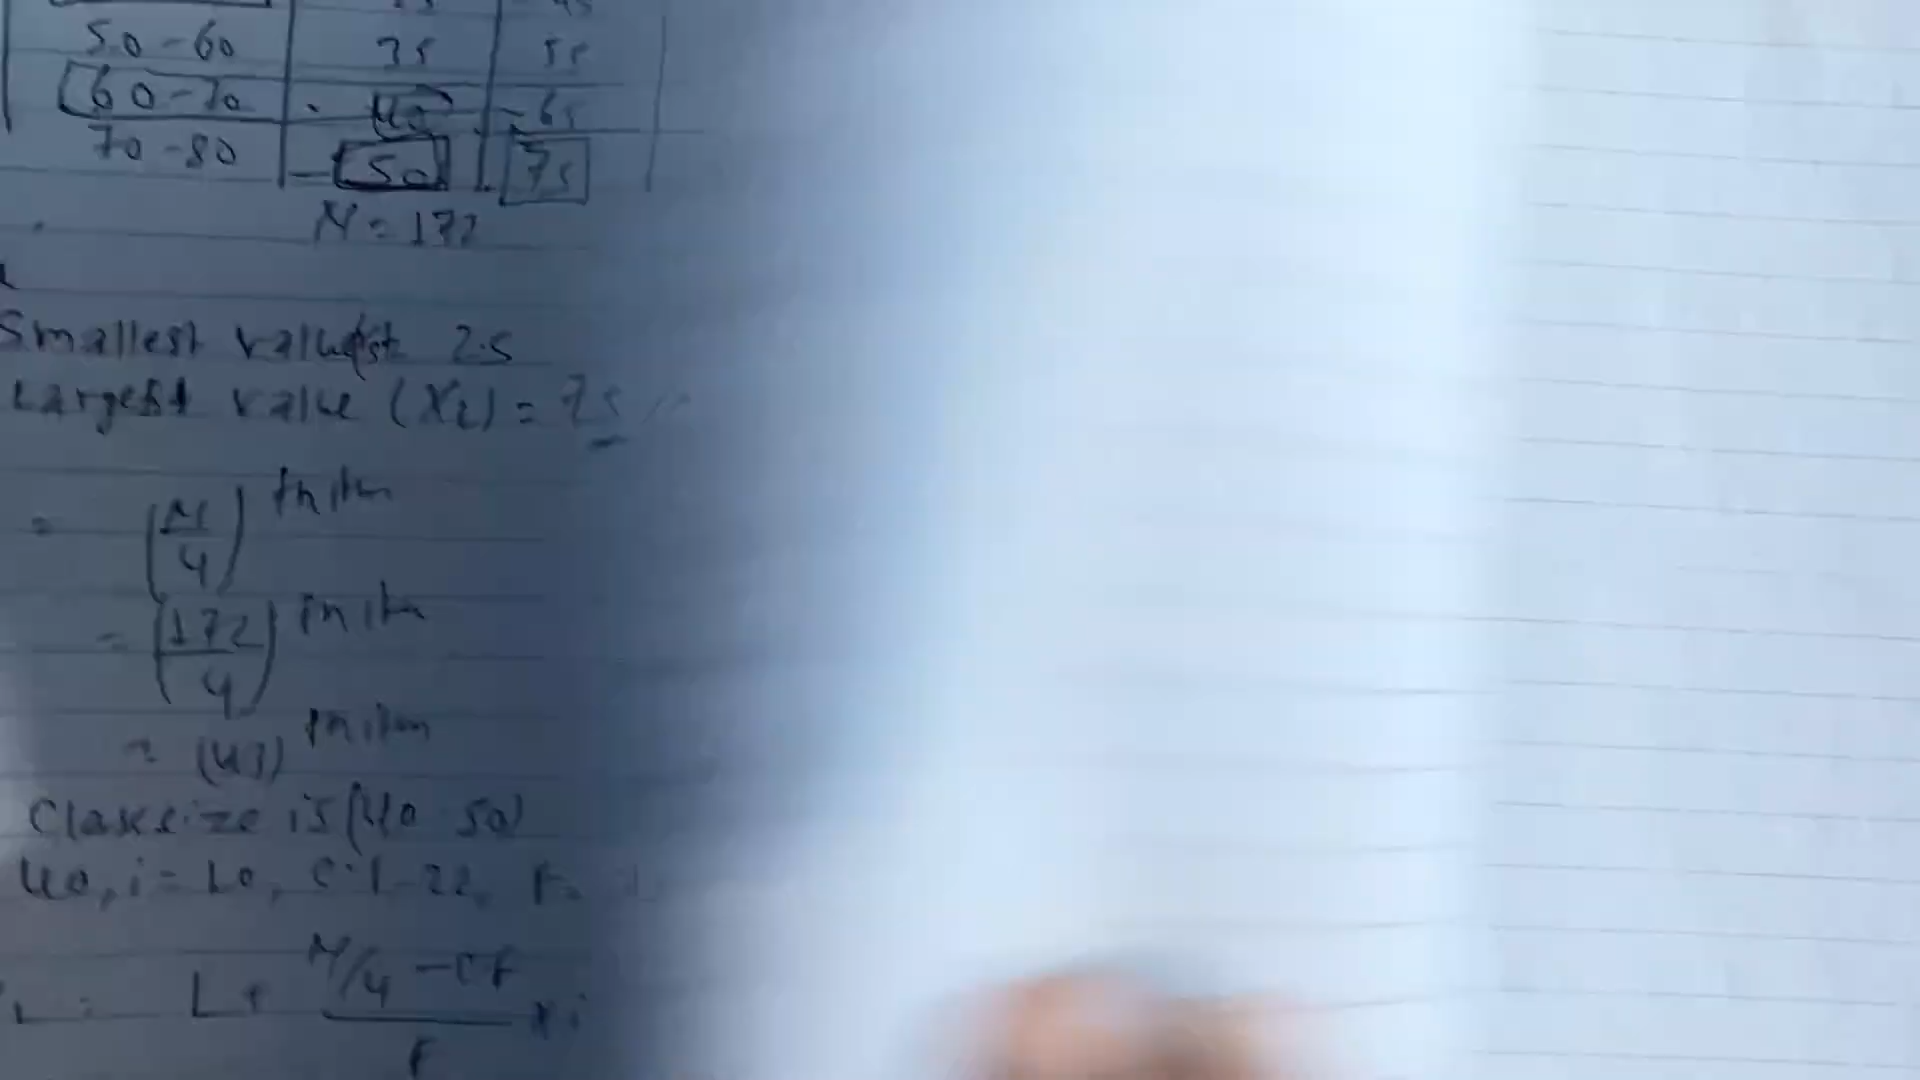 50-60 35 55
60-70 40 65
70-80 50 75
N = 172
Smallest value 25
Largest value (XL) = 75
= (N/4)th item
= (172/4)th item
= (43)th item
Class size is (40-50)
40, i = 10, c.f-22, F=
= L+ N/4 -CF / F x i